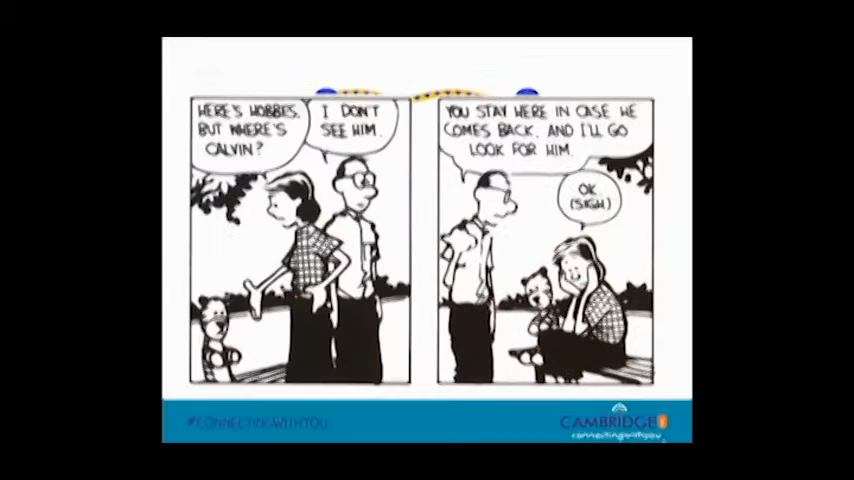 HERE'S HOBBES,
BUT WHERE'S
CALVIN?
I DON'T
SEE HIM.
YOU STAY HERE IN CASE HE
COMES BACK, AND I'LL GO
LOOK FOR HIM.
OK
(SIGH)
#CONNECTINGWITHYOU
CAMBRIDGE
connectingwithyou